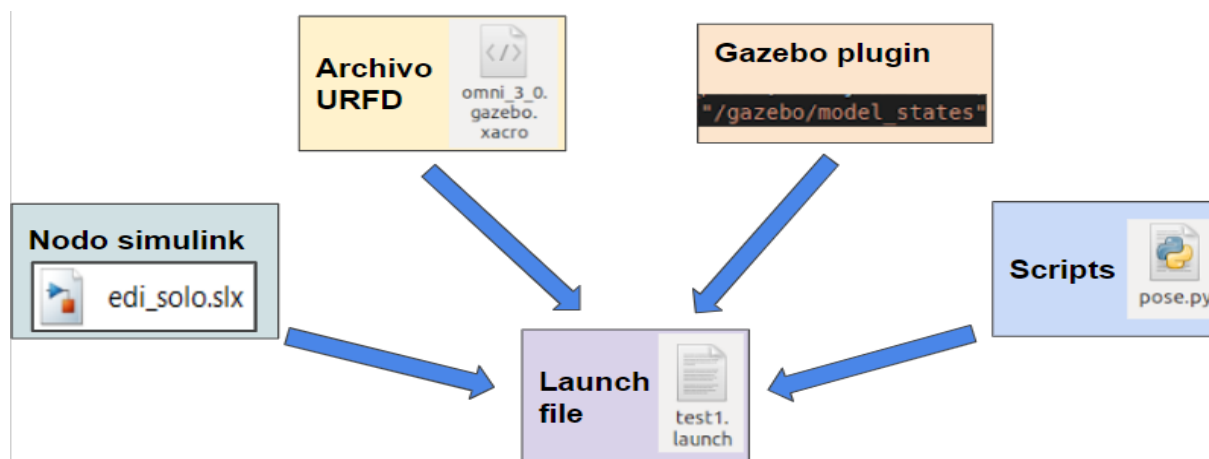 Archivo
URFD
</>
omni_3_0.
gazebo.
xacro
Gazebo plugin
"/gazebo/model_states"
Nodo simulink
edi_solo.slx
Scripts
pose.py
Launch
file
test1.
launch